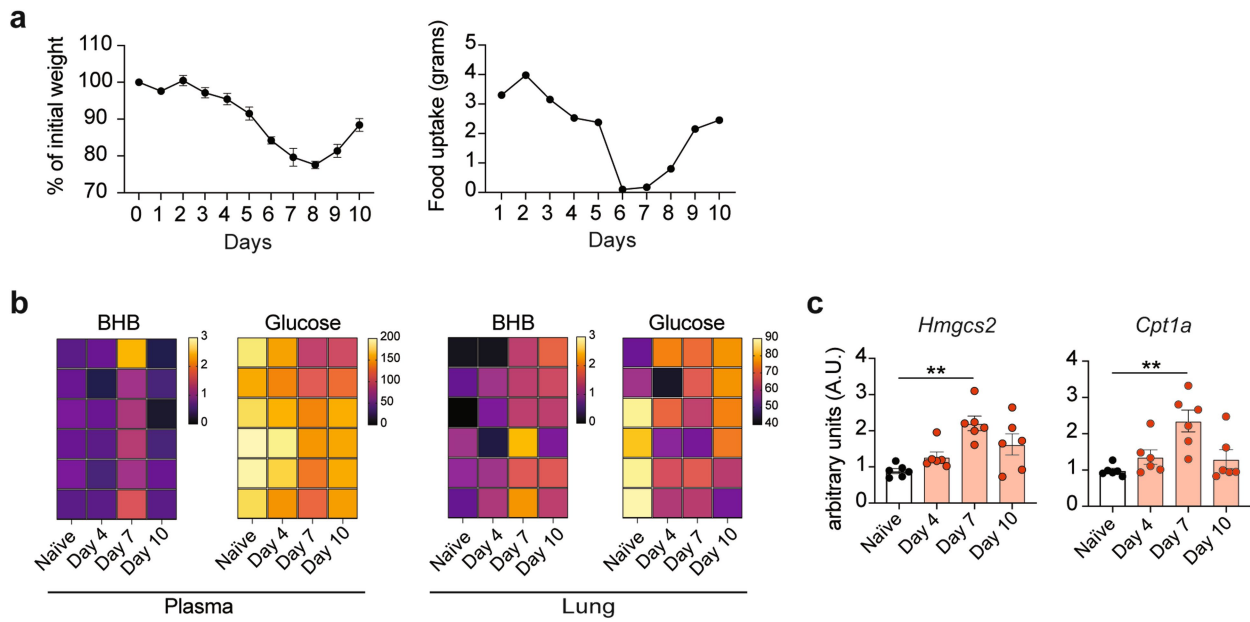 a
% of initial weight
110
100
90
80
70
0 1 2 3 4 5 6 7 8 9 10
Days
Food uptake (grams)
5
4
3
2
1
0
1 2 3 4 5 6 7 8 9 10
Days
b
BHB
3
2
1
0
Naïve Day 4 Day 7 Day 10
Glucose
200
150
100
50
0
Naïve Day 4 Day 7 Day 10
Plasma
BHB
3
2
1
0
Naïve Day 4 Day 7 Day 10
Glucose
90
80
70
60
50
40
Naïve Day 4 Day 7 Day 10
Lung
c
Hmgcs2
arbitrary units (A.U.)
4
3
2
1
0
**
Naïve Day 4 Day 7 Day 10
Cpt1a
4
3
2
1
0
**
Naïve Day 4 Day 7 Day 10